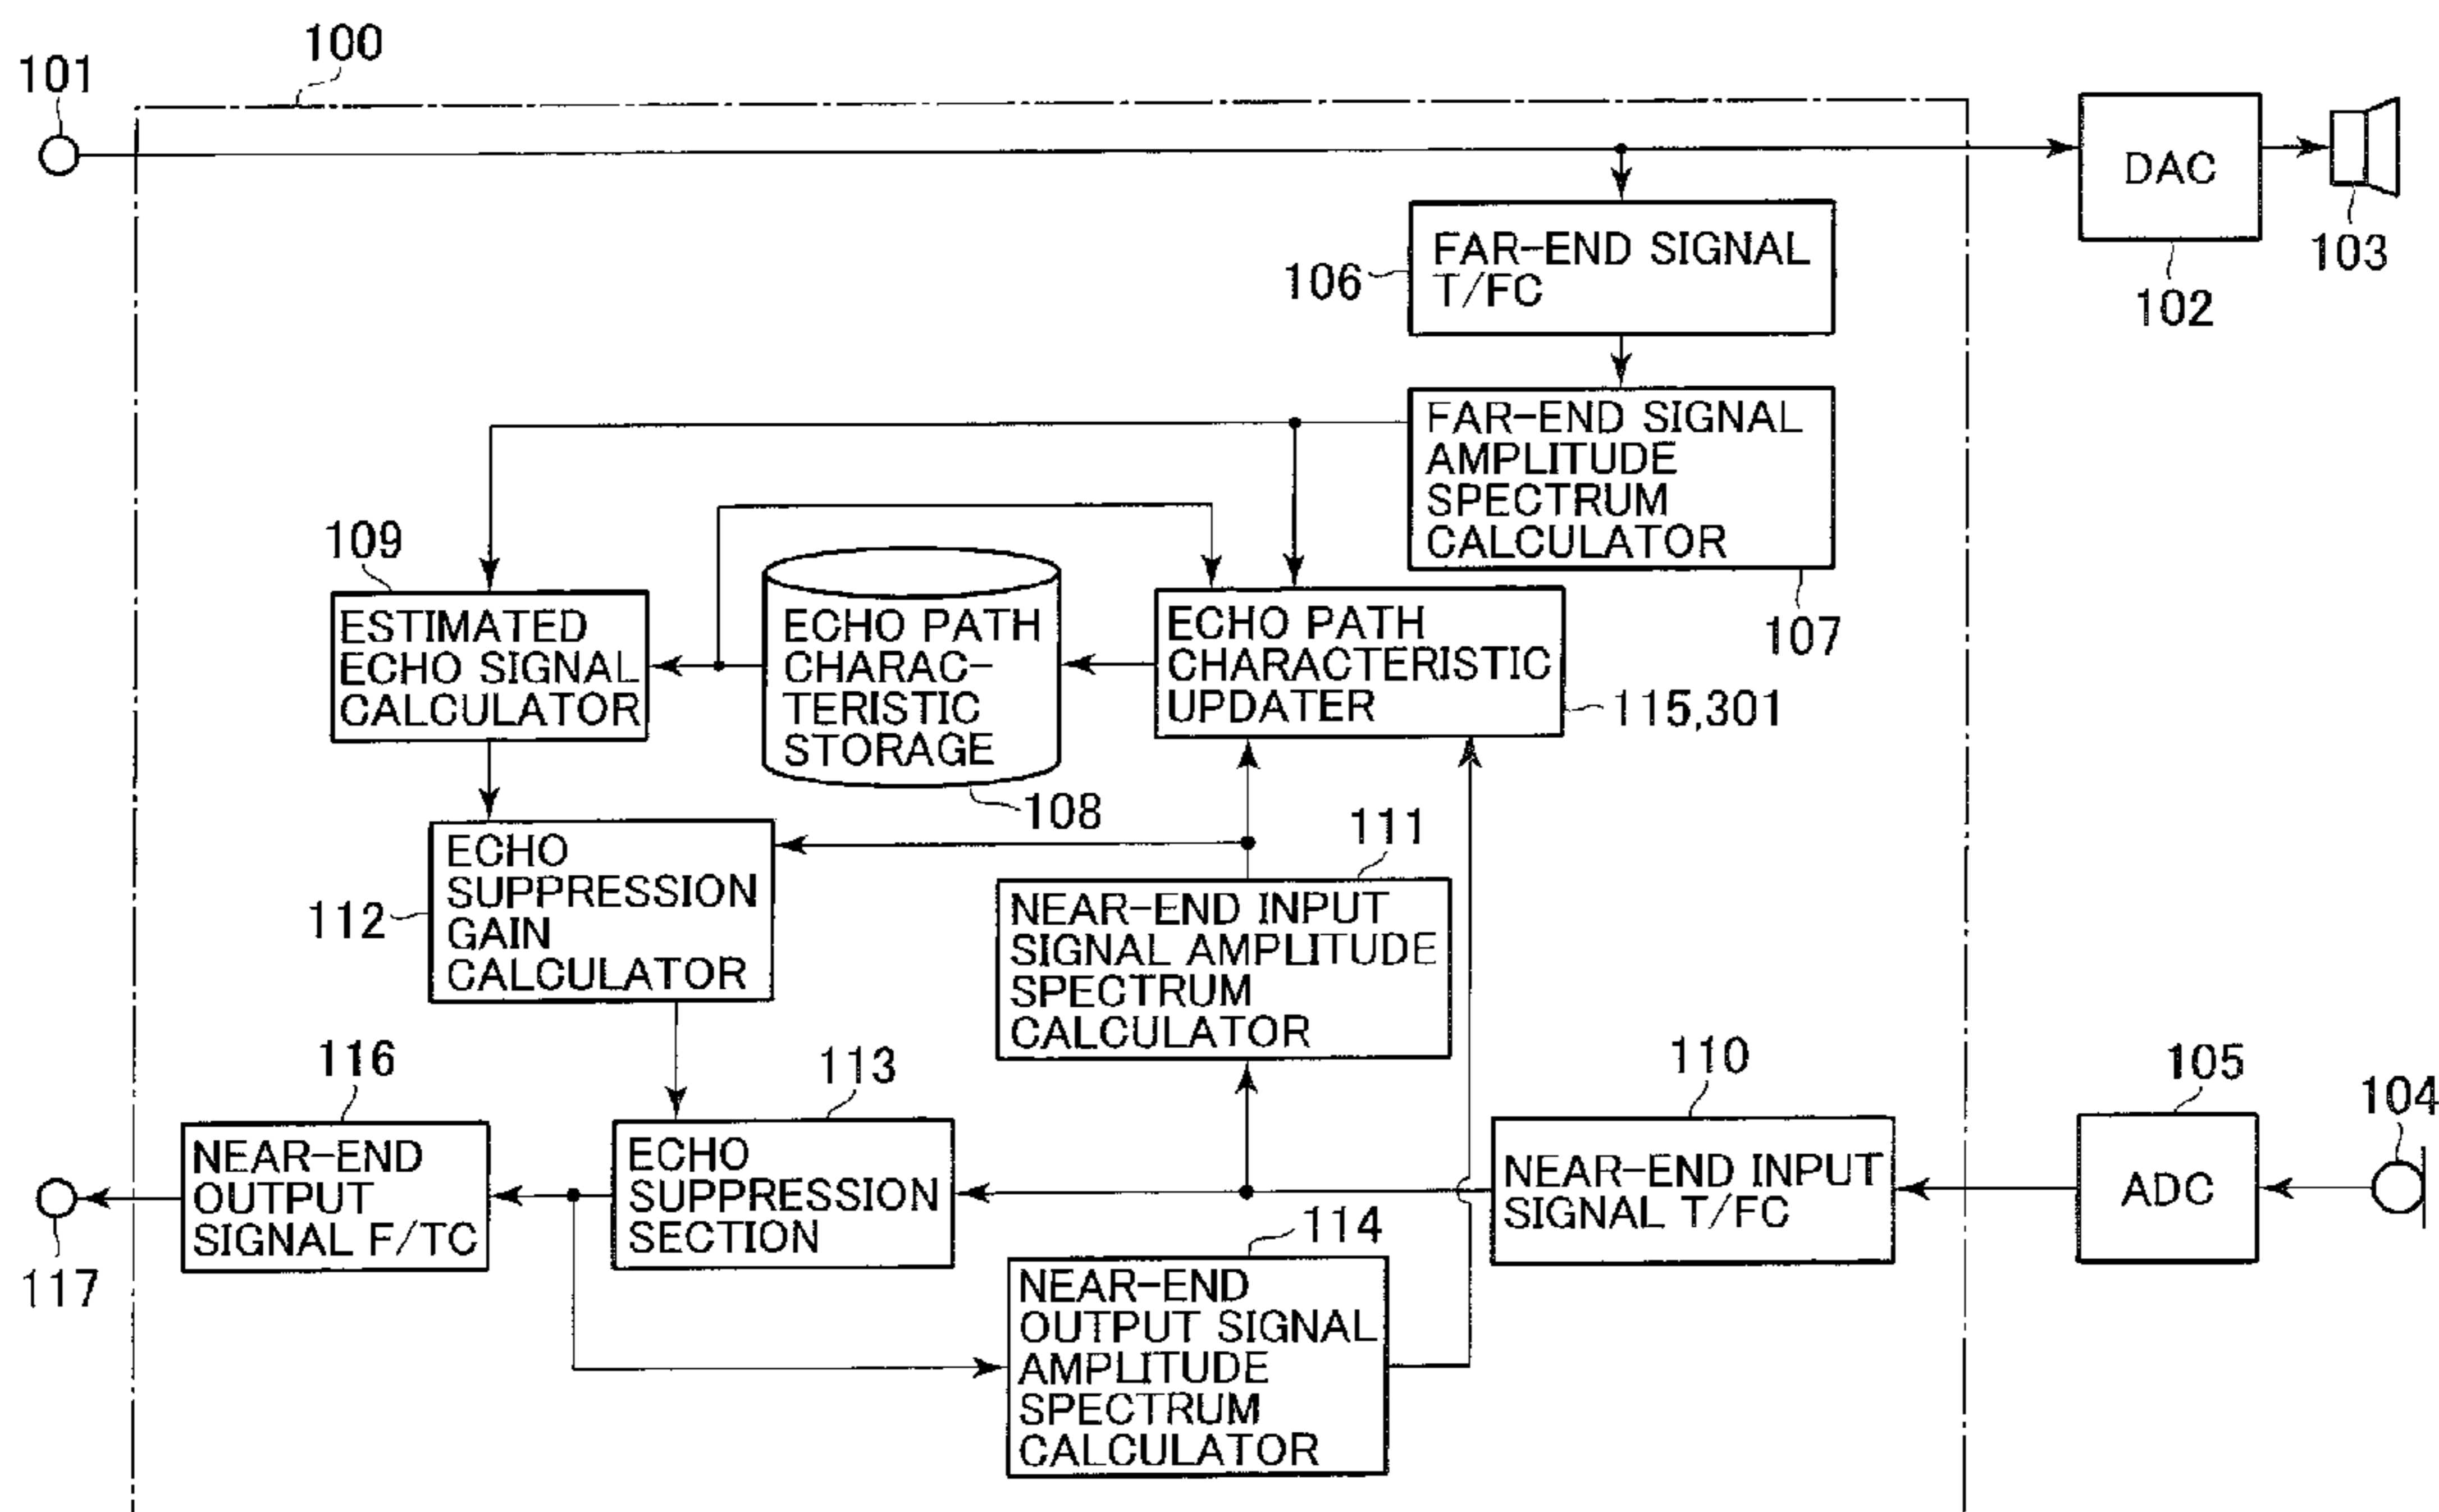 100
101
DAC
102
103
FAR-END SIGNAL
T/FC
106
FAR-END SIGNAL
AMPLITUDE
SPECTRUM
CALCULATOR
107
109
ESTIMATED
ECHO SIGNAL
CALCULATOR
ECHO PATH
CHARAC-
TERISTIC
STORAGE
108
ECHO PATH
CHARACTERISTIC
UPDATER
115,301
ECHO
SUPPRESSION
GAIN
CALCULATOR
112
111
NEAR-END INPUT
SIGNAL AMPLITUDE
SPECTRUM
CALCULATOR
116
NEAR-END
OUTPUT
SIGNAL F/TC
117
113
ECHO
SUPPRESSION
SECTION
110
NEAR-END INPUT
SIGNAL T/FC
105
ADC
104
114
NEAR-END
OUTPUT SIGNAL
AMPLITUDE
SPECTRUM
CALCULATOR